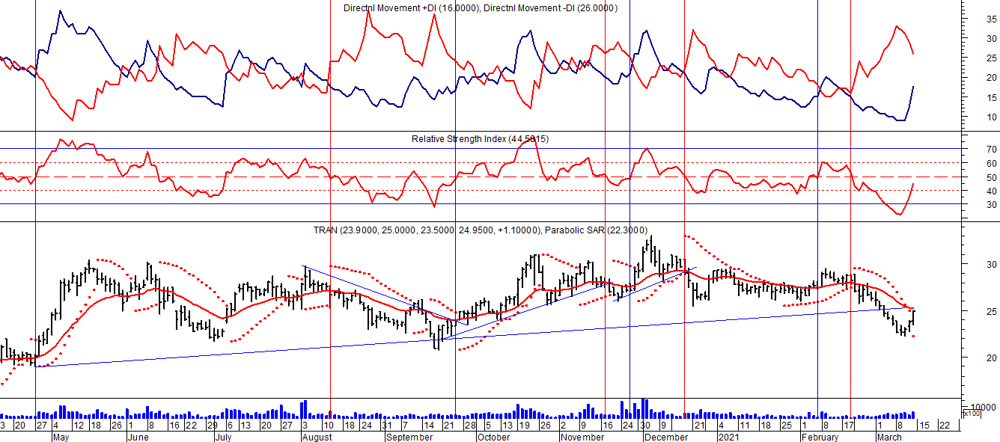 Directnl Movement +DI (16.0000), Directnl Movement -DI (26.0000)
35
30
25
20
15
10
Relative Strength Index (44.5815)
70
60
50
40
30
TRAN (23.9000, 25.0000, 23.5000, 24.9500, +1.10000), Parabolic SAR (22.3000)
30
25
20
10000
x100
3 20 27 4 12 18 26 1 8 16 22 29 6 13 20 27 3 10 18 24 31 7 14 21 28 5 13 19 26 2 9 16 24 30 9 21 4 11 18 25 1 8 17 1 8 15 22
May June July August September October November December 2021 February March